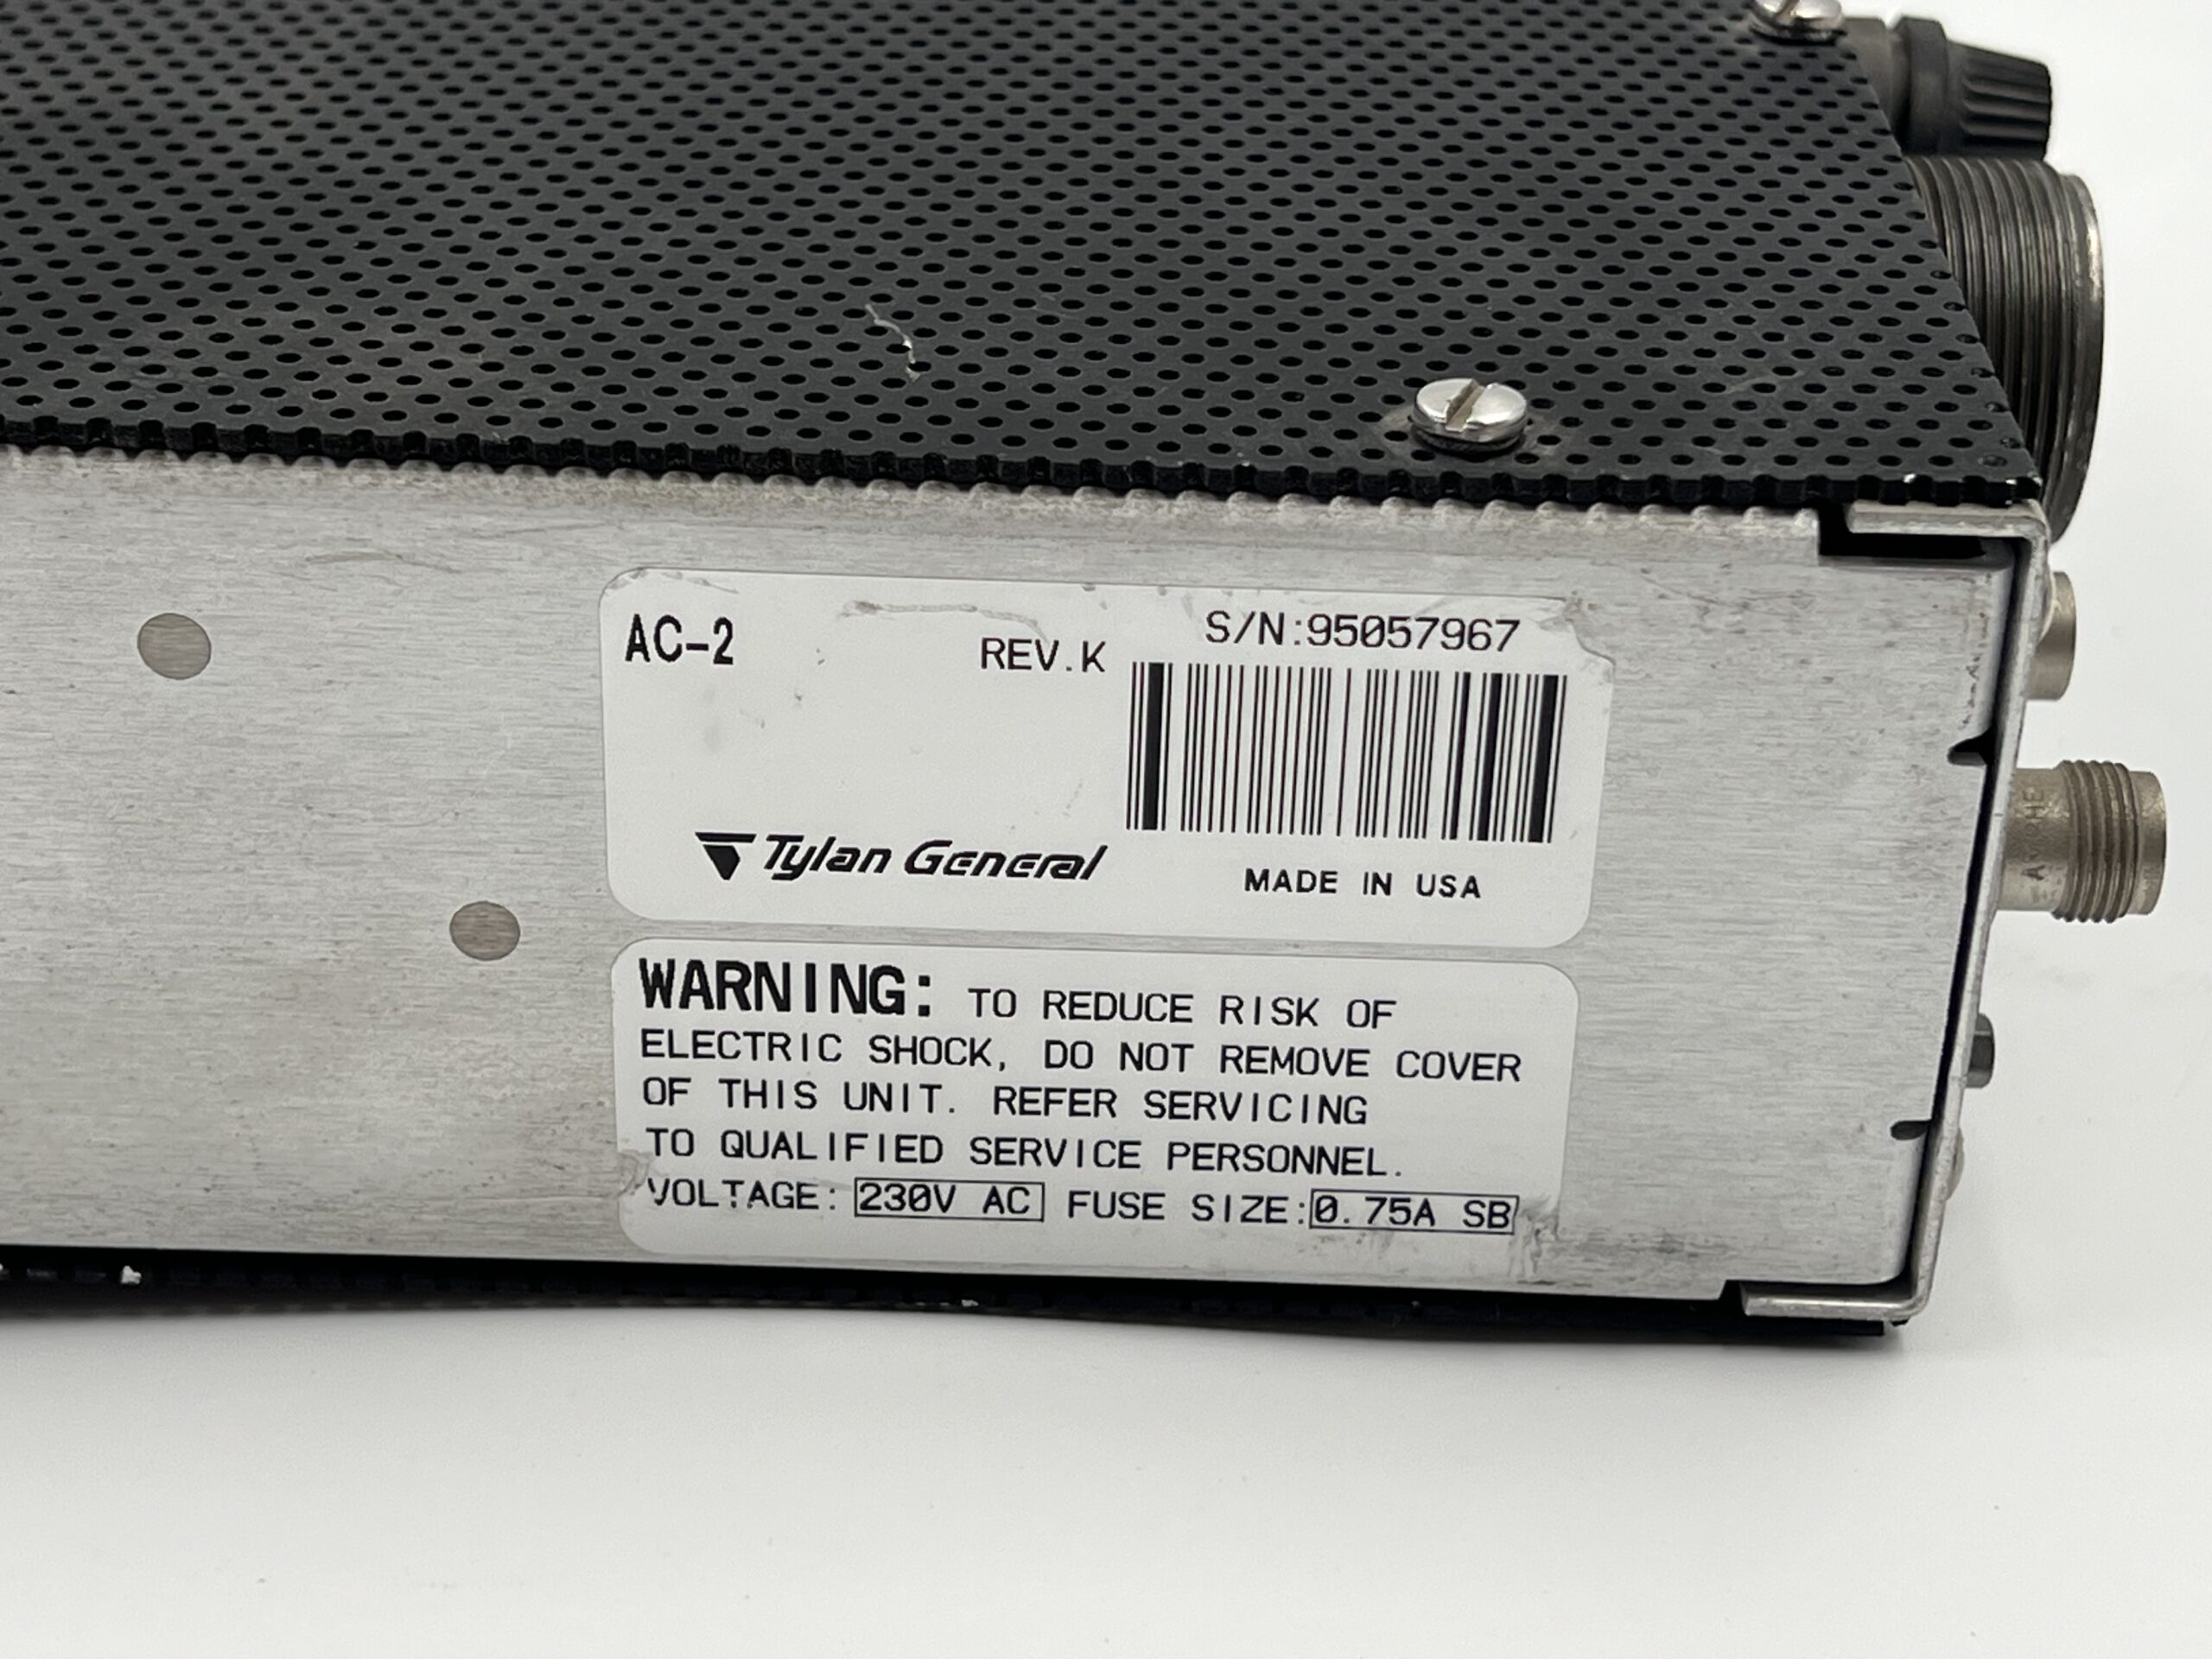 AC-2
REV.K
S/N:95057967
Tylan General
MADE IN USA
WARNING: TO REDUCE RISK OF
ELECTRIC SHOCK, DO NOT REMOVE COVER
OF THIS UNIT. REFER SERVICING
TO QUALIFIED SERVICE PERSONNEL.
VOLTAGE: 230V AC FUSE SIZE: 0.75A SB